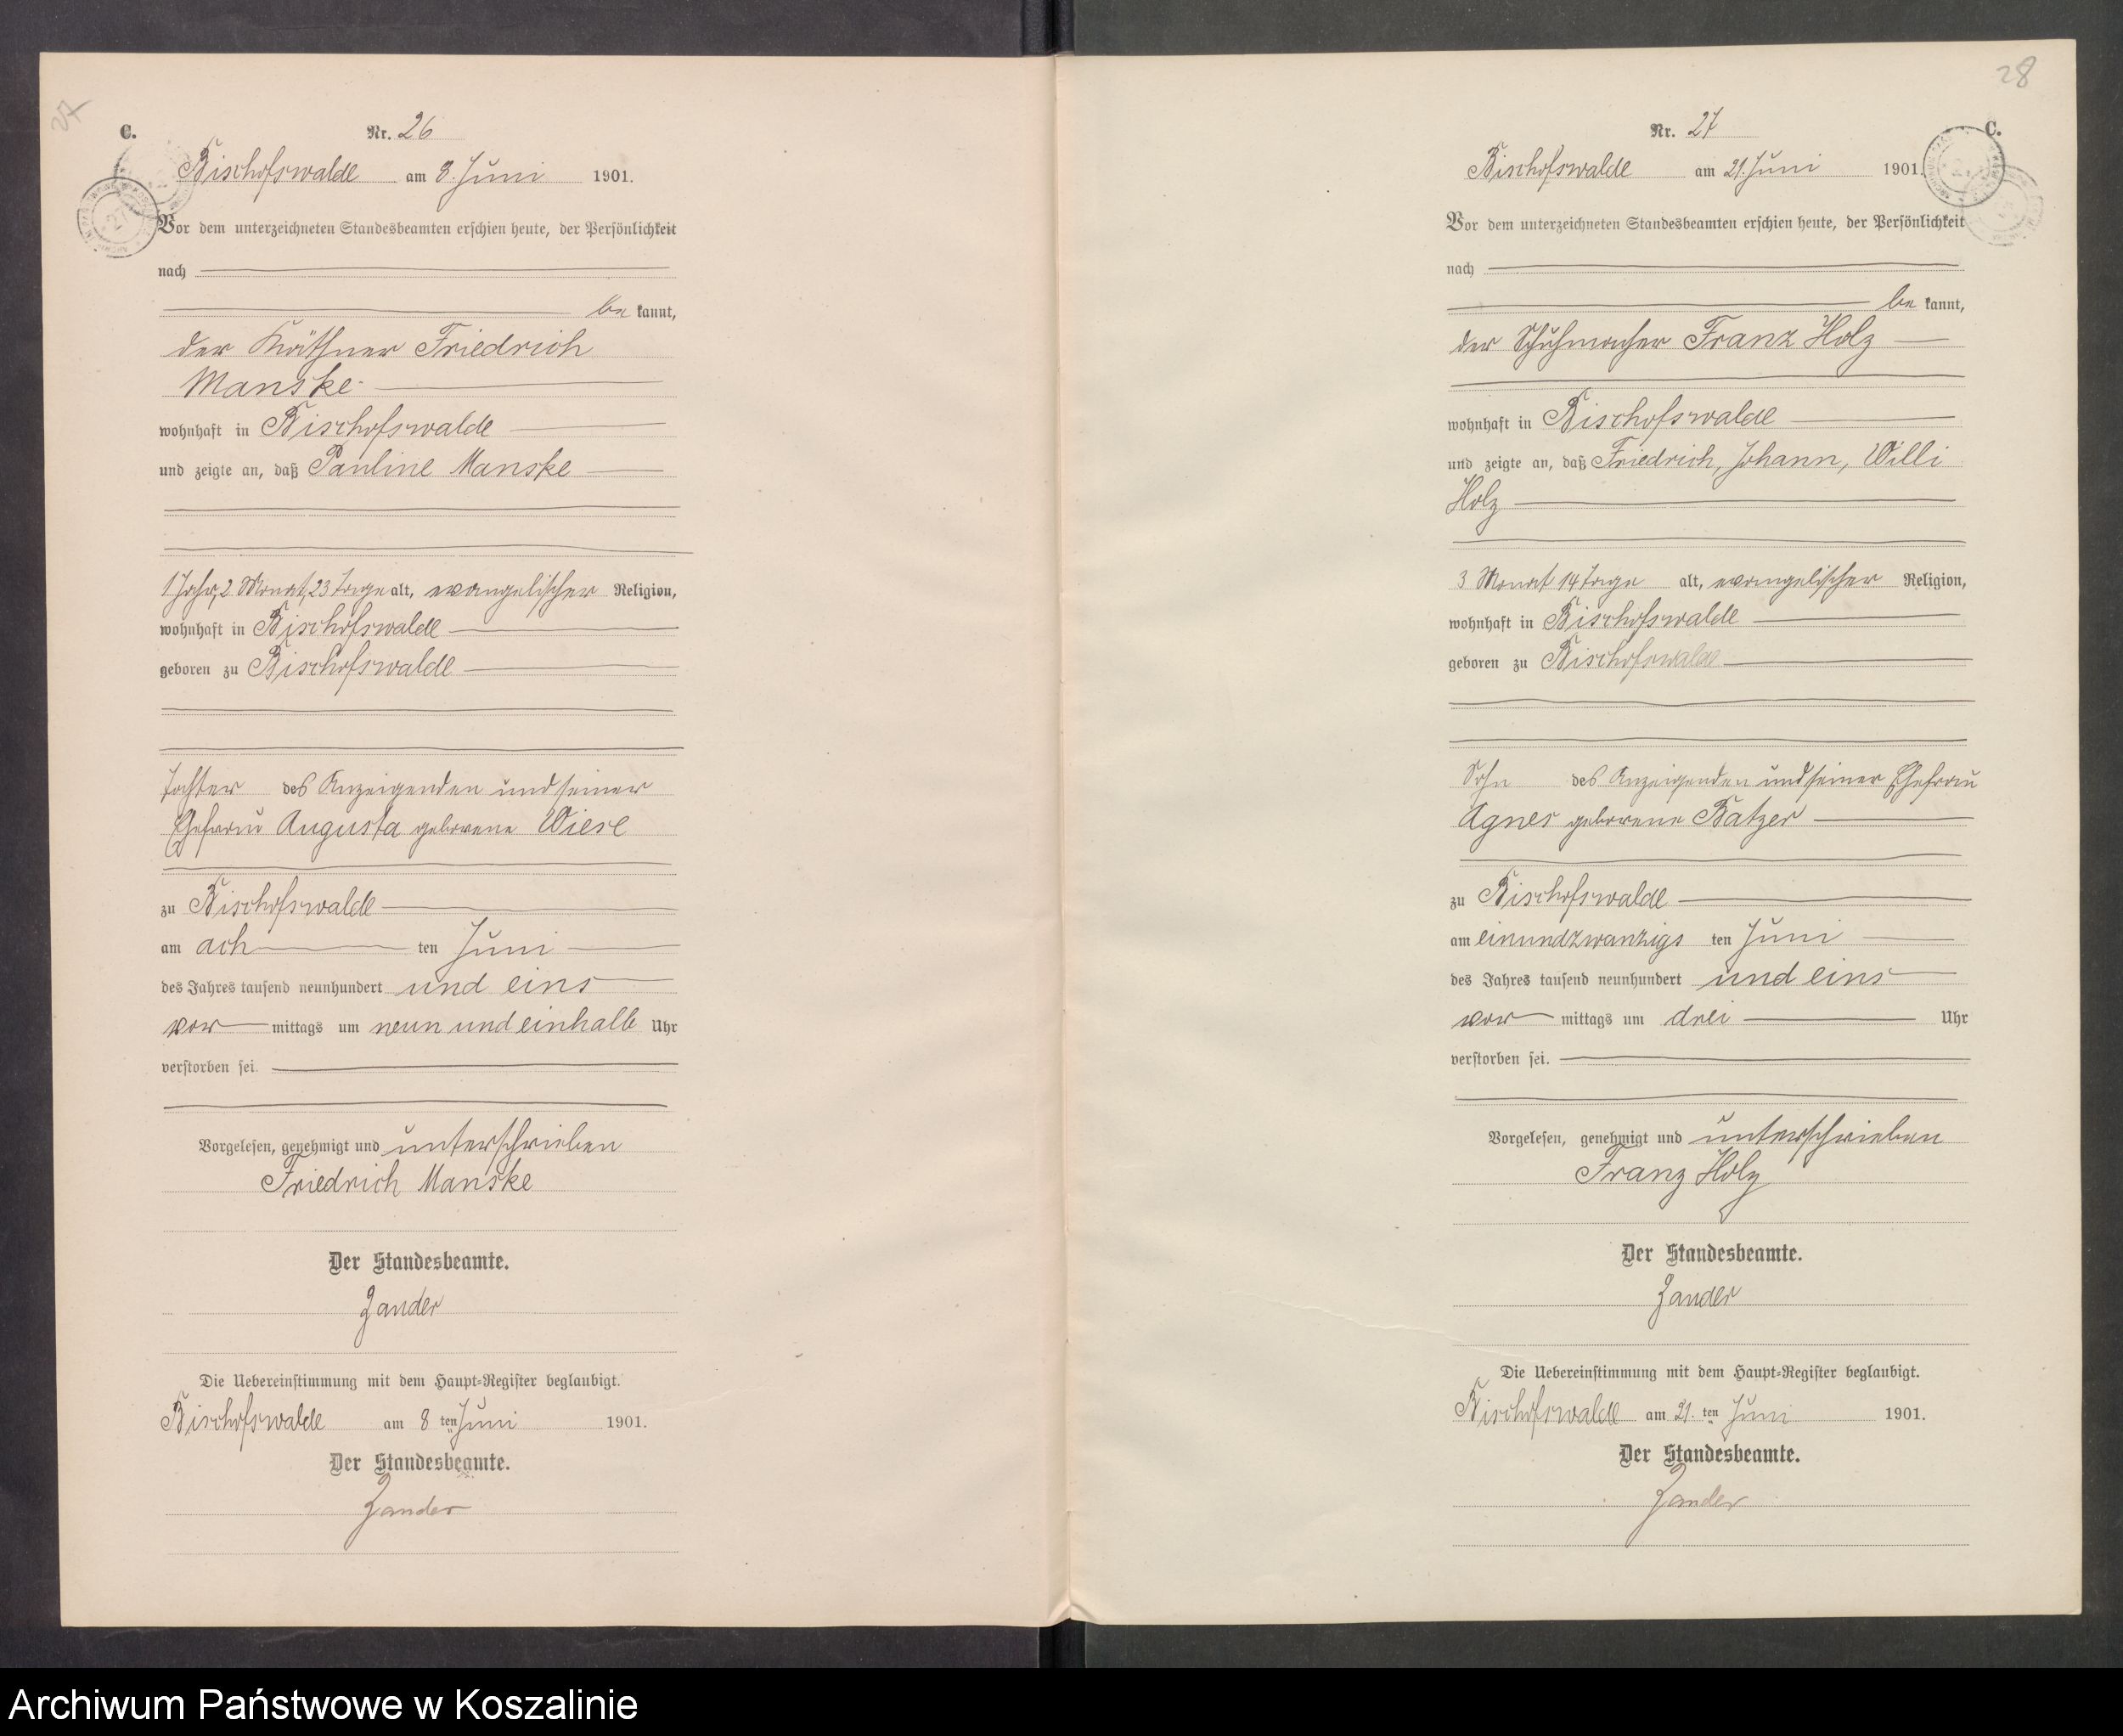 27
C.
Nr. 26
Bischofswalde am 8. Juni 1901.
Vor dem unterzeichneten Standesbeamten erschien heute, der Persönlichkeit
nach
be kannt,
der Käthner Friedrich
Manske
wohnhaft in Bischofswalde
und zeigte an, daß Pauline Manske
1 Jahr, 2 Monat, 23 Tage alt, evangelischer Religion,
wohnhaft in Bischofswalde
geboren zu Bischofswalde
Tochter des Anzeigenden und seiner
Ehefrau Augusta geborene Wiese
zu Bischofswalde
am ach ten Juni
des Jahres tausend neunhundert und eins
vor mittags um neun und einhalb Uhr
verstorben sei.
Vorgelesen, genehmigt und unterschrieben
Friedrich Manske
Der Standesbeamte.
Zander
Die Uebereinstimmung mit dem Haupt-Register beglaubigt.
Bischofswalde am 8 ten Juni 1901.
Der Standesbeamte.
Zander
28
C.
Nr. 27
Bischofswalde am 21. Juni 1901.
Vor dem unterzeichneten Standesbeamten erschien heute, der Persönlichkeit
nach
be kannt,
der Schuhmacher Franz Holz
wohnhaft in Bischofswalde
und zeigte an, daß Friedrich, Johann, Willi
Holz
3 Monat 14 Tage alt, evangelischer Religion,
wohnhaft in Bischofswalde
geboren zu Bischofswalde
Sohn des Anzeigenden und seiner Ehefrau
Agnes geborene Batzer
zu Bischofswalde
am einundzwanzigs ten Juni
des Jahres tausend neunhundert und eins
vor mittags um drei Uhr
verstorben sei.
Vorgelesen, genehmigt und unterschrieben
Franz Holz
Der Standesbeamte.
Zander
Die Uebereinstimmung mit dem Haupt-Register beglaubigt.
Bischofswalde am 21. ten Juni 1901.
Der Standesbeamte.
Zander
Archiwum Państwowe w Koszalinie